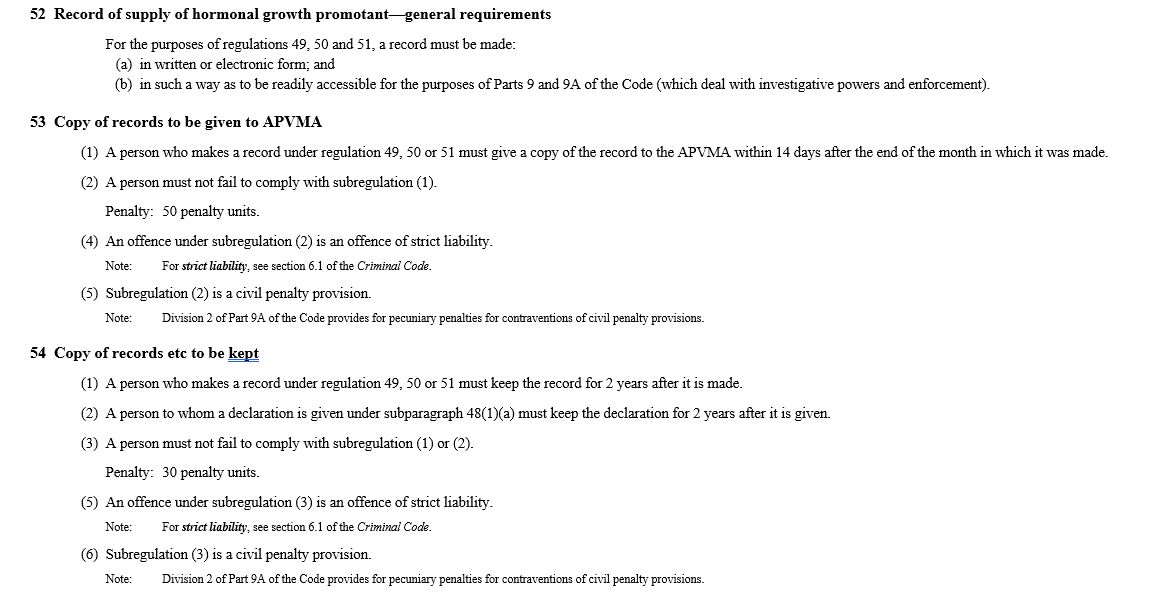 52 Record of supply of hormonal growth promotant—general requirements
For the purposes of regulations 49, 50 and 51, a record must be made:
(a) in written or electronic form; and
(b) in such a way as to be readily accessible for the purposes of Parts 9 and 9A of the Code (which deal with investigative powers and enforcement).
53 Copy of records to be given to APVMA
(1) A person who makes a record under regulation 49, 50 or 51 must give a copy of the record to the APVMA within 14 days after the end of the month in which it was made.
(2) A person must not fail to comply with subregulation (1).
Penalty: 50 penalty units.
(4) An offence under subregulation (2) is an offence of strict liability.
Note: For strict liability, see section 6.1 of the Criminal Code.
(5) Subregulation (2) is a civil penalty provision.
Note: Division 2 of Part 9A of the Code provides for pecuniary penalties for contraventions of civil penalty provisions.
54 Copy of records etc to be kept
(1) A person who makes a record under regulation 49, 50 or 51 must keep the record for 2 years after it is made.
(2) A person to whom a declaration is given under subparagraph 48(1)(a) must keep the declaration for 2 years after it is given.
(3) A person must not fail to comply with subregulation (1) or (2).
Penalty: 30 penalty units.
(5) An offence under subregulation (3) is an offence of strict liability.
Note: For strict liability, see section 6.1 of the Criminal Code.
(6) Subregulation (3) is a civil penalty provision.
Note: Division 2 of Part 9A of the Code provides for pecuniary penalties for contraventions of civil penalty provisions.